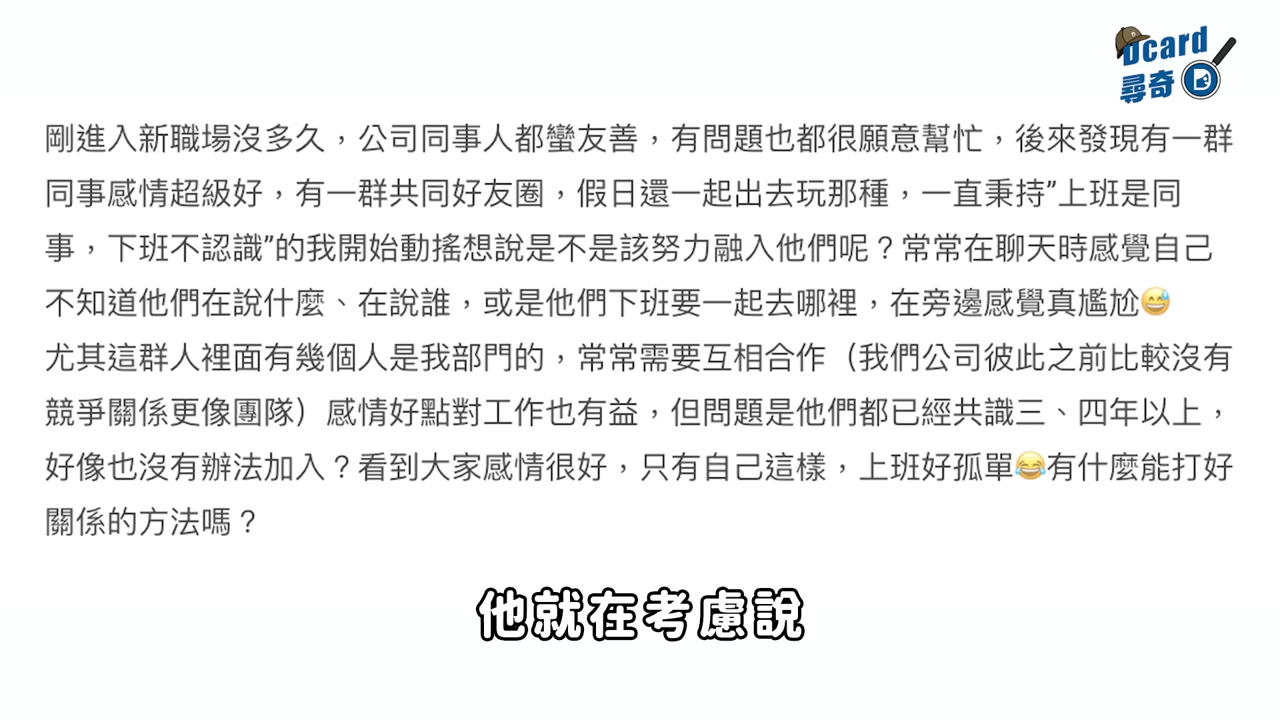 Dcard
尋奇
剛進入新職場沒多久，公司同事人都蠻友善，有問題也都很願意幫忙，後來發現有一群
同事感情超級好，有一群共同好友圈，假日還一起出去玩那種，一直秉持”上班是同
事，下班不認識”的我開始動搖想說是不是該努力融入他們呢？常常在聊天時感覺自己
不知道他們在說什麼、在說誰，或是他們下班要一起去哪裡，在旁邊感覺真尷尬😅
尤其這群人裡面有幾個人是我部門的，常常需要互相合作（我們公司彼此之前比較沒有
競爭關係更像團隊）感情好點對工作也有益，但問題是他們都已經共識三、四年以上，
好像也沒有辦法加入？看到大家感情很好，只有自己這樣，上班好孤單😂有什麼能打好
關係的方法嗎？
他就在考慮說